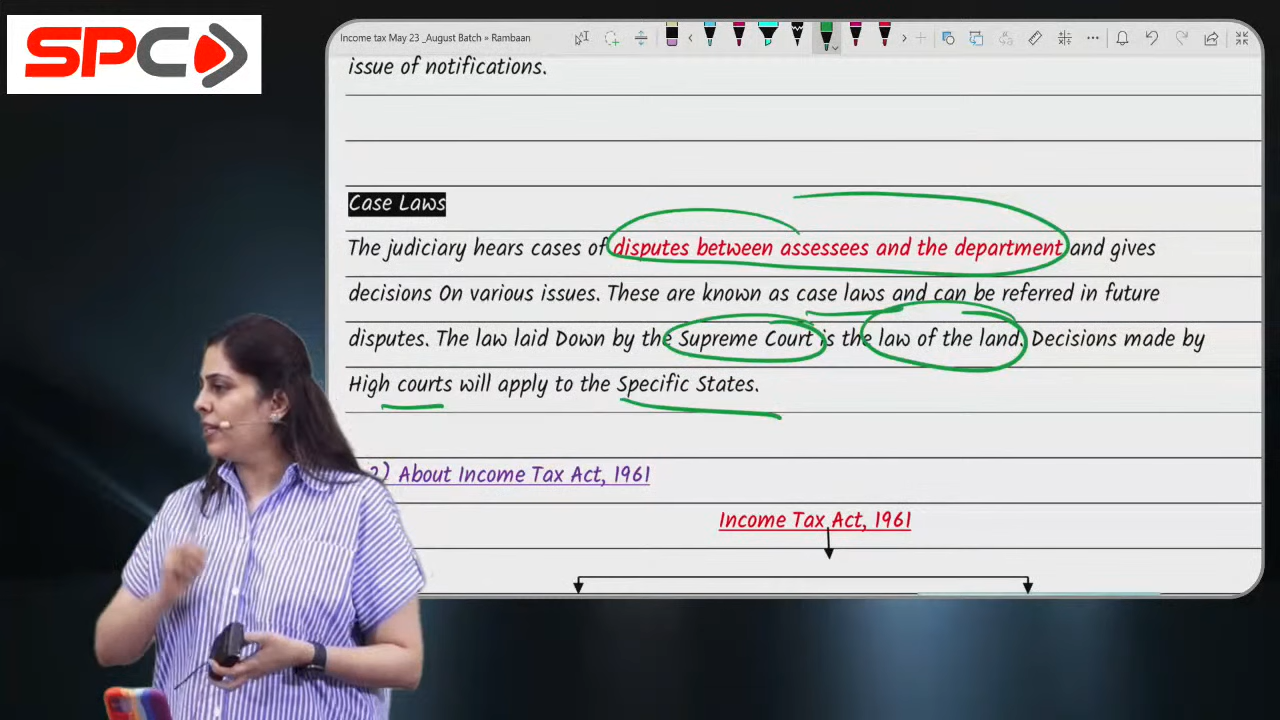 SPC
Income tax May 23 _August Batch » Rambaan
issue of notifications.
Case Laws
The judiciary hears cases of disputes between assessees and the department and gives
decisions On various issues. These are known as case laws and can be referred in future
disputes. The law laid Down by the Supreme Court is the law of the land. Decisions made by
High courts will apply to the Specific States.
2) About Income Tax Act, 1961
Income Tax Act, 1961